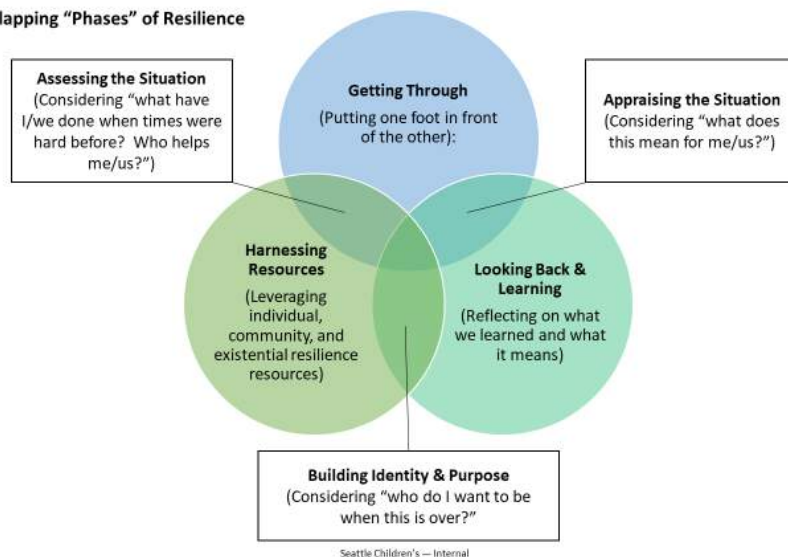 lapping “Phases” of Resilience
Assessing the Situation
(Considering “what have
I/we done when times were
hard before? Who helps
me/us?”)
Getting Through
(Putting one foot in front
of the other):
Appraising the Situation
(Considering “what does
this mean for me/us?”)
Harnessing
Resources
(Leveraging
individual,
community, and
existential resilience
resources)
Looking Back &
Learning
(Reflecting on what
we learned and what
it means)
Building Identity & Purpose
(Considering “who do I want to be
when this is over?”
Seattle Children’s — Internal